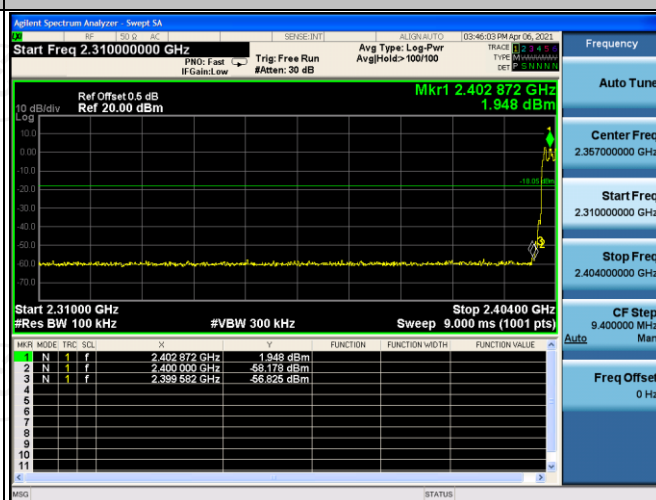 Agilent Spectrum Analyzer - Swept SA
RF 50 Ω AC SENSE:INT ALIGNAUTO 03:46:03 PM Apr 06, 2021
Start Freq 2.310000000 GHz
PNO: Fast
IFGain:Low
Trig: Free Run
#Atten: 30 dB
Avg Type: Log-Pwr
Avg|Hold:>100/100
TRACE 1 2 3 4 5 6
TYPE M
DET P S N N N N
Ref Offset 0.5 dB
Ref 20.00 dBm
10 dB/div
Log
Mkr1 2.402 872 GHz
1.948 dBm
10.0
0.00
-10.0
-20.0
-30.0
-40.0
-50.0
-60.0
-70.0
-18.05 dBm
Start 2.31000 GHz
Stop 2.40400 GHz
#Res BW 100 kHz
#VBW 300 kHz
Sweep 9.000 ms (1001 pts)
MKR MODE TRC SCL X Y FUNCTION FUNCTION WIDTH FUNCTION VALUE
1 N 1 f 2.402 872 GHz 1.948 dBm
2 N 1 f 2.400 000 GHz -58.178 dBm
3 N 1 f 2.399 582 GHz -56.825 dBm
4
5
6
7
8
9
10
11
MSG
STATUS
Frequency
Auto Tune
Center Freq
2.357000000 GHz
Start Freq
2.310000000 GHz
Stop Freq
2.404000000 GHz
CF Step
9.400000 MHz
Auto Man
Freq Offset
0 Hz